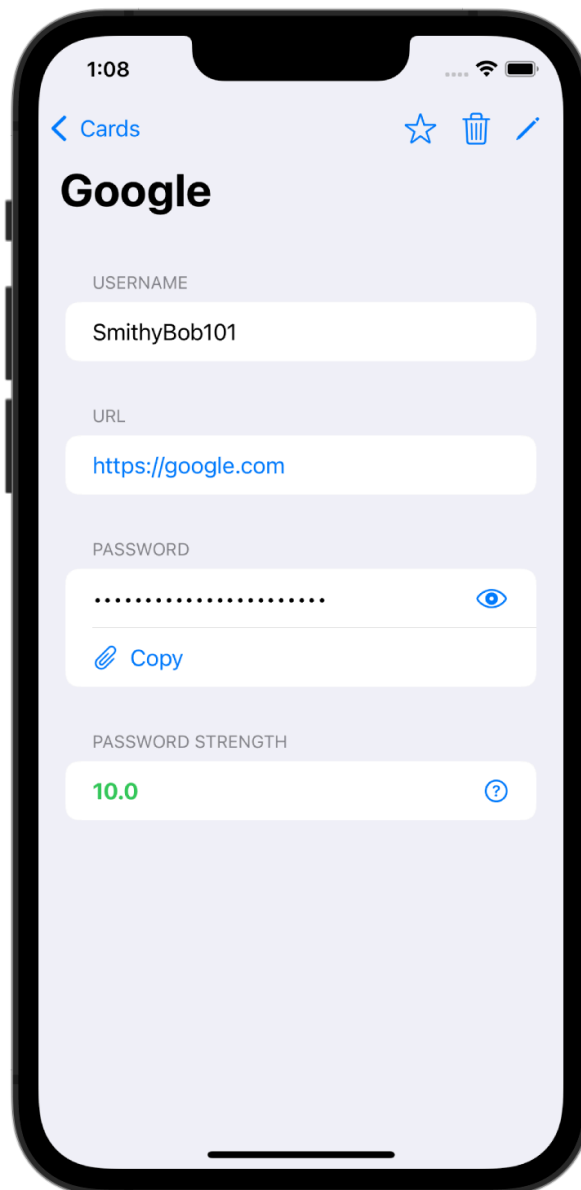 1:08
Cards
Google
USERNAME
SmithyBob101
URL
https://google.com
PASSWORD
•••••••••••••••••••••••
Copy
PASSWORD STRENGTH
10.0